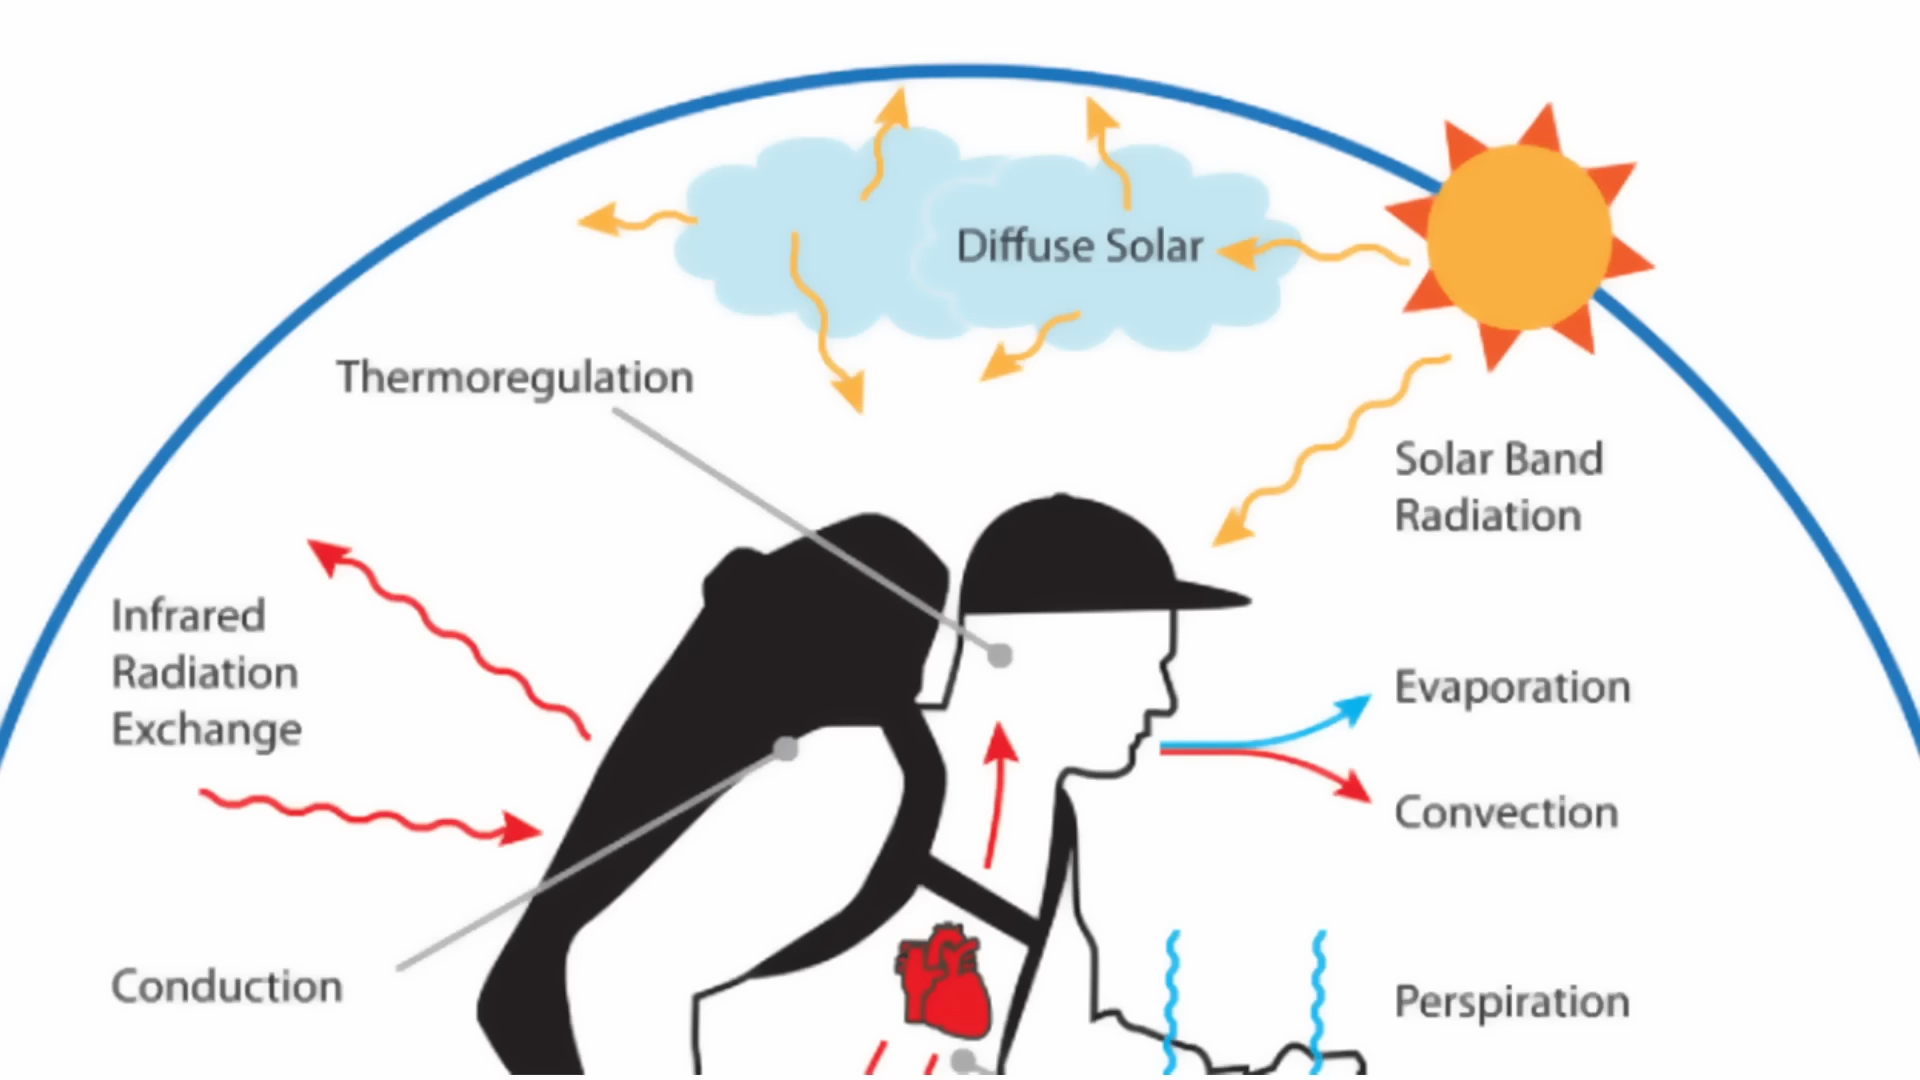 Diffuse Solar
Thermoregulation
Solar Band
Radiation
Infrared
Radiation
Exchange
Evaporation
Convection
Conduction
Perspiration